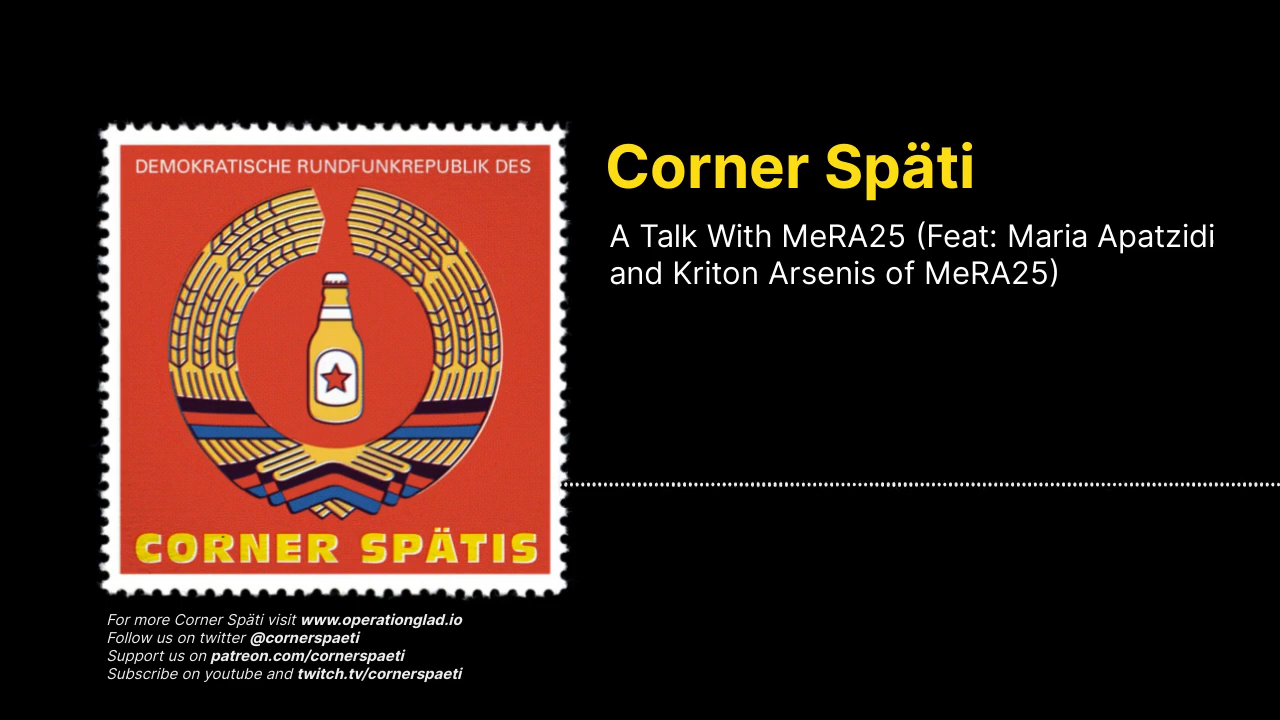 DEMOKRATISCHE RUNDFUNKREPUBLIK DES
CORNER SPÄTIS
Corner Späti
A Talk With MeRA25 (Feat: Maria Apatzidi
and Kriton Arsenis of MeRA25)
For more Corner Späti visit www.operationglad.io
Follow us on twitter @cornerspaeti
Support us on patreon.com/cornerspaeti
Subscribe on youtube and twitch.tv/cornerspaeti